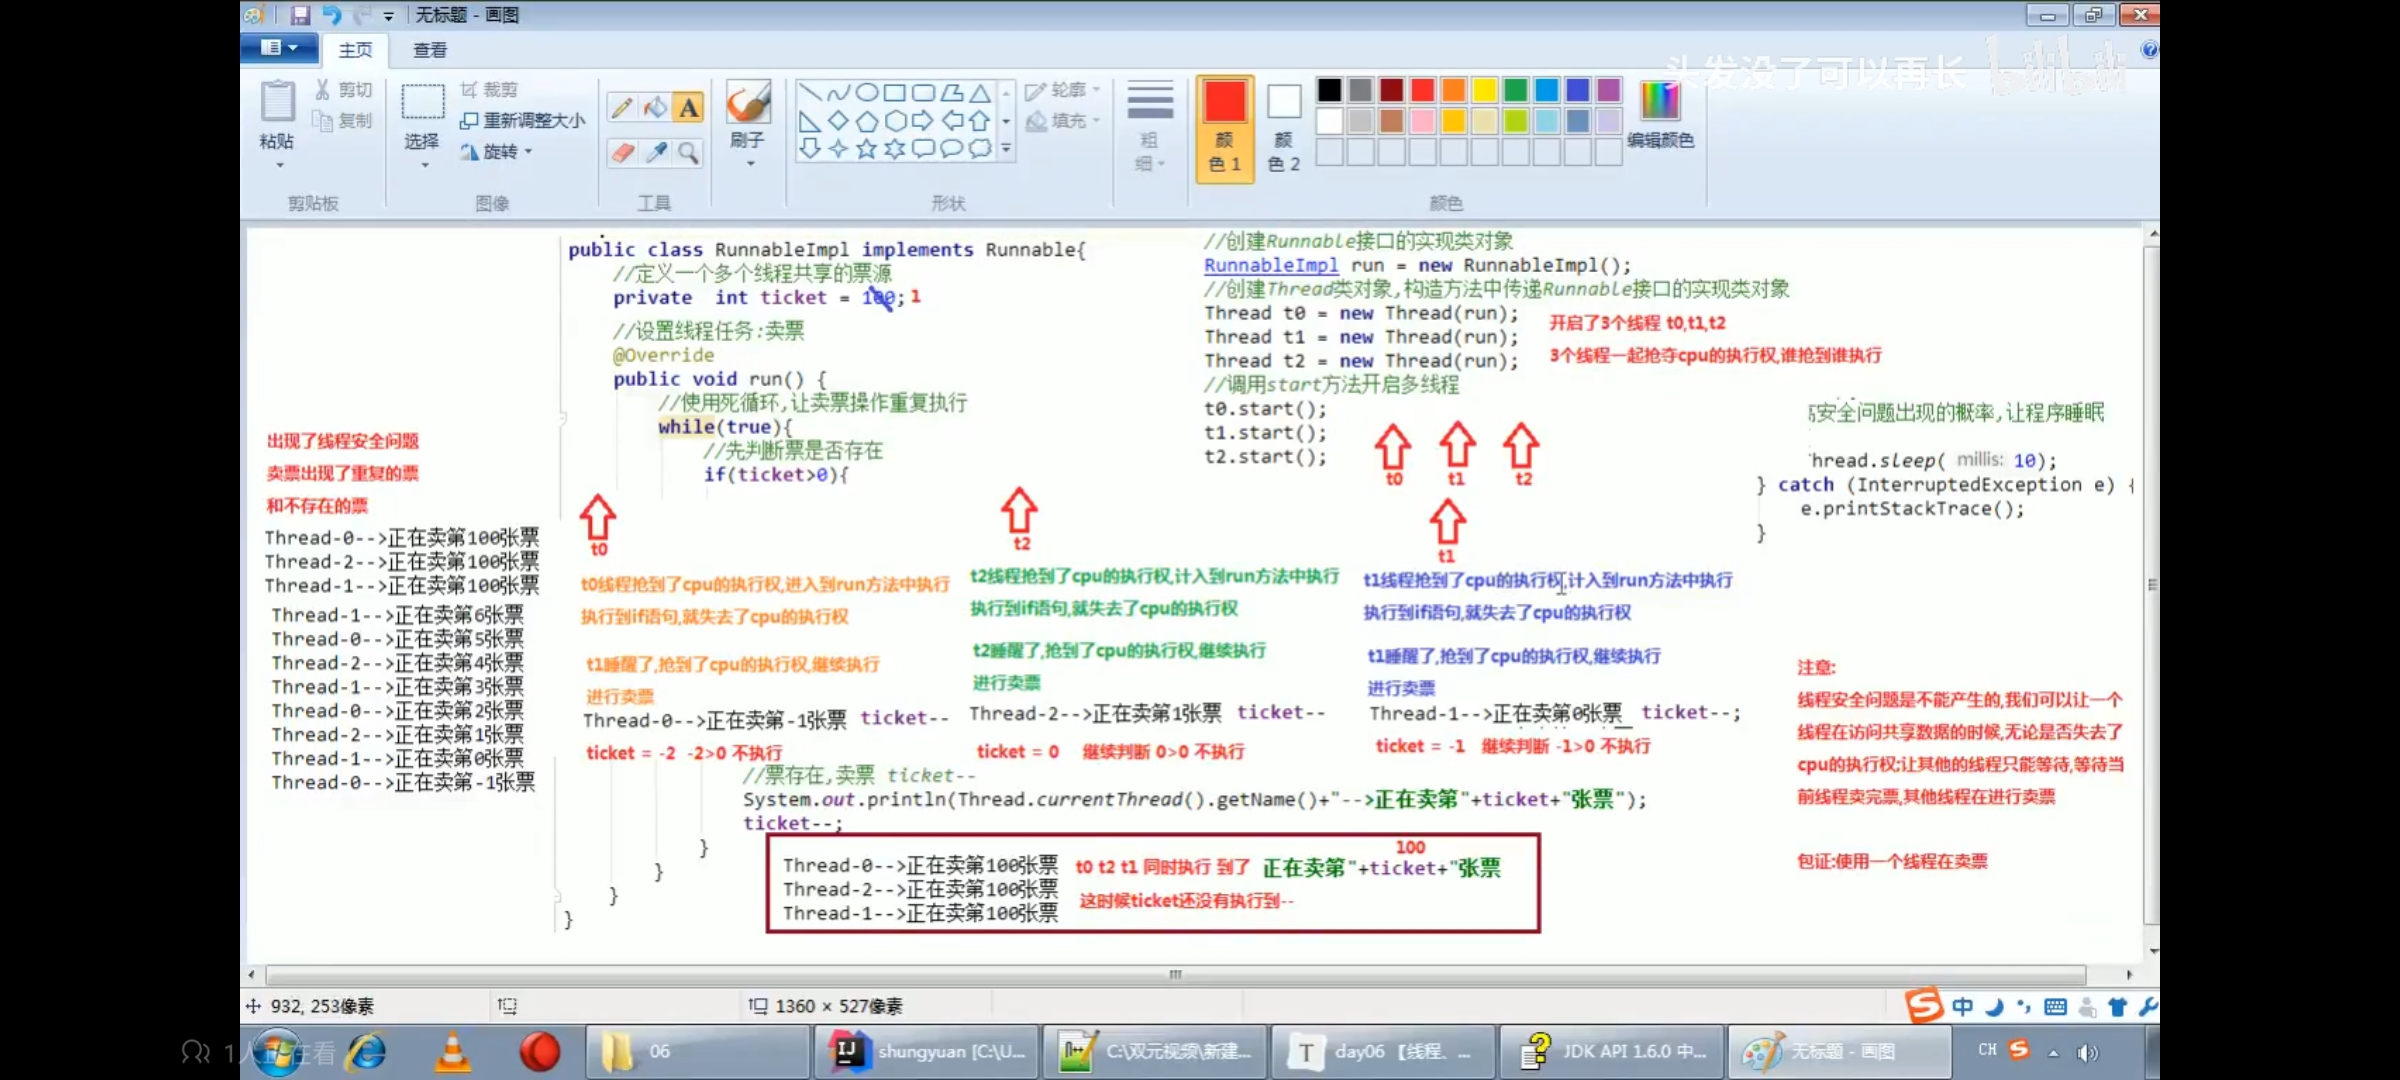 无标题 - 画图
主页
查看
头发没了可以再长 bilibili
粘贴
剪切
复制
剪贴板
选择
裁剪
重新调整大小
旋转
图像
A
工具
刷子
轮廓
填充
形状
粗细
颜色 1
颜色 2
编辑颜色
颜色
public class RunnableImpl implements Runnable{
//定义一个多个线程共享的票源
private int ticket = 100; 1
//设置线程任务:卖票
@Override
public void run() {
//使用死循环,让卖票操作重复执行
while(true){
//先判断票是否存在
if(ticket>0){
//创建Runnable接口的实现类对象
RunnableImpl run = new RunnableImpl();
//创建Thread类对象,构造方法中传递Runnable接口的实现类对象
Thread t0 = new Thread(run);
Thread t1 = new Thread(run);
Thread t2 = new Thread(run);
开启了3个线程 t0,t1,t2
3个线程一起抢夺cpu的执行权,谁抢到谁执行
//调用start方法开启多线程
t0.start();
t1.start();
t2.start();
t0
t1
t2
安全问题出现的概率,让程序睡眠
hread.sleep( millis: 10);
} catch (InterruptedException e) {
e.printStackTrace();
}
出现了线程安全问题
卖票出现了重复的票
和不存在的票
Thread-0-->正在卖第100张票
Thread-2-->正在卖第100张票
Thread-1-->正在卖第100张票
Thread-1-->正在卖第6张票
Thread-0-->正在卖第5张票
Thread-2-->正在卖第4张票
Thread-1-->正在卖第3张票
Thread-0-->正在卖第2张票
Thread-2-->正在卖第1张票
Thread-1-->正在卖第0张票
Thread-0-->正在卖第-1张票
t0
t0线程抢到了cpu的执行权,进入到run方法中执行
执行到if语句,就失去了cpu的执行权
t1睡醒了,抢到了cpu的执行权,继续执行
进行卖票
Thread-0-->正在卖第-1张票 ticket--
ticket = -2 -2>0 不执行
t2
t2线程抢到了cpu的执行权,计入到run方法中执行
执行到if语句,就失去了cpu的执行权
t2睡醒了,抢到了cpu的执行权,继续执行
进行卖票
Thread-2-->正在卖第1张票 ticket--
ticket = 0 继续判断 0>0 不执行
t1
t1线程抢到了cpu的执行权,计入到run方法中执行
执行到if语句,就失去了cpu的执行权
t1睡醒了,抢到了cpu的执行权,继续执行
进行卖票
Thread-1-->正在卖第0张票 ticket--;
ticket = -1 继续判断 -1>0 不执行
注意:
线程安全问题是不能产生的,我们可以让一个
线程在访问共享数据的时候,无论是否失去了
cpu的执行权;让其他的线程只能等待,等待当
前线程卖完票,其他线程在进行卖票
包证:使用一个线程在卖票
//票存在,卖票 ticket--
System.out.println(Thread.currentThread().getName()+"-->正在卖第"+ticket+"张票");
ticket--;
}
}
}
}
100
Thread-0-->正在卖第100张票 t0 t2 t1 同时执行 到了 正在卖第"+ticket+"张票
Thread-2-->正在卖第100张票 这时候ticket还没有执行到--
Thread-1-->正在卖第100张票
932, 253像素
1360 × 527像素
中
1人正在看
06
shungyuan [C:\U...
C:\双元视频\新建...
day06 【线程、...
JDK API 1.6.0 中...
无标题 - 画图
CH